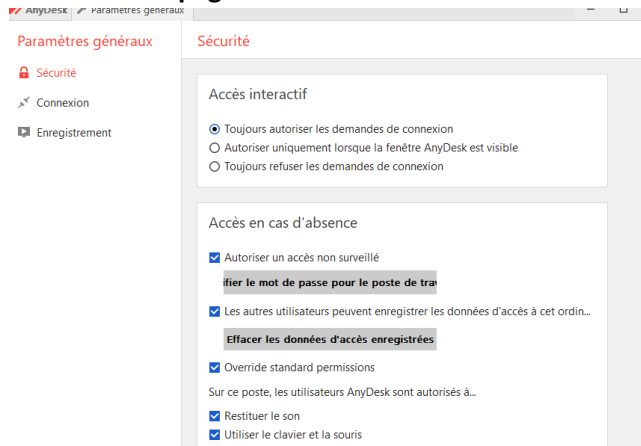 AnyDesk Paramètres généraux
Paramètres généraux
Sécurité
Connexion
Enregistrement
Sécurité
Accès interactif
Toujours autoriser les demandes de connexion
Autoriser uniquement lorsque la fenêtre AnyDesk est visible
Toujours refuser les demandes de connexion
Accès en cas d'absence
Autoriser un accès non surveillé
ifier le mot de passe pour le poste de trav
Les autres utilisateurs peuvent enregistrer les données d'accès à cet ordin...
Effacer les données d'accès enregistrées
Override standard permissions
Sur ce poste, les utilisateurs AnyDesk sont autorisés à...
Restituer le son
Utiliser le clavier et la souris